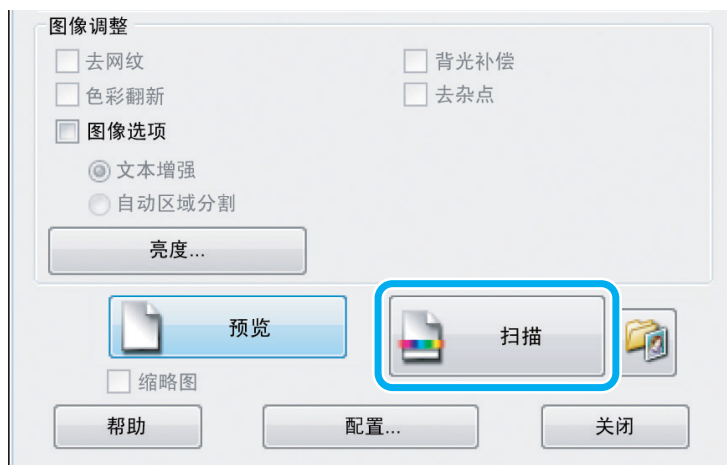 图像调整
去网纹 背光补偿
色彩翻新 去杂点
图像选项
文本增强
自动区域分割
亮度...
预览 扫描
缩略图
帮助 配置... 关闭